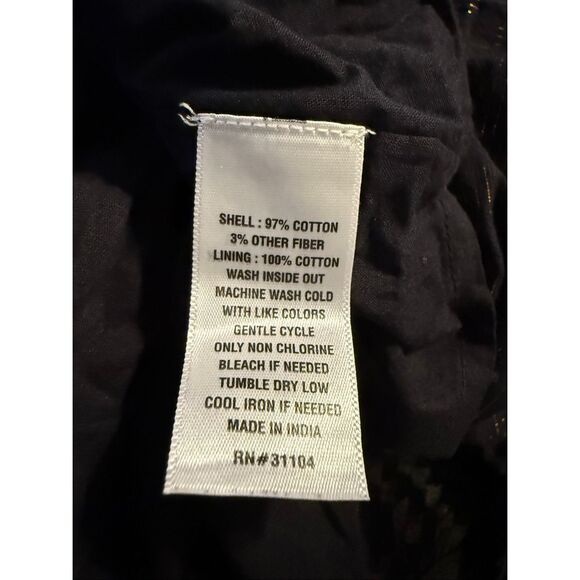 SHELL : 97% COTTON
3% OTHER FIBER
LINING : 100% COTTON
WASH INSIDE OUT
MACHINE WASH COLD
WITH LIKE COLORS
GENTLE CYCLE
ONLY NON CHLORINE
BLEACH IF NEEDED
TUMBLE DRY LOW
COOL IRON IF NEEDED
MADE IN INDIA
RN#31104